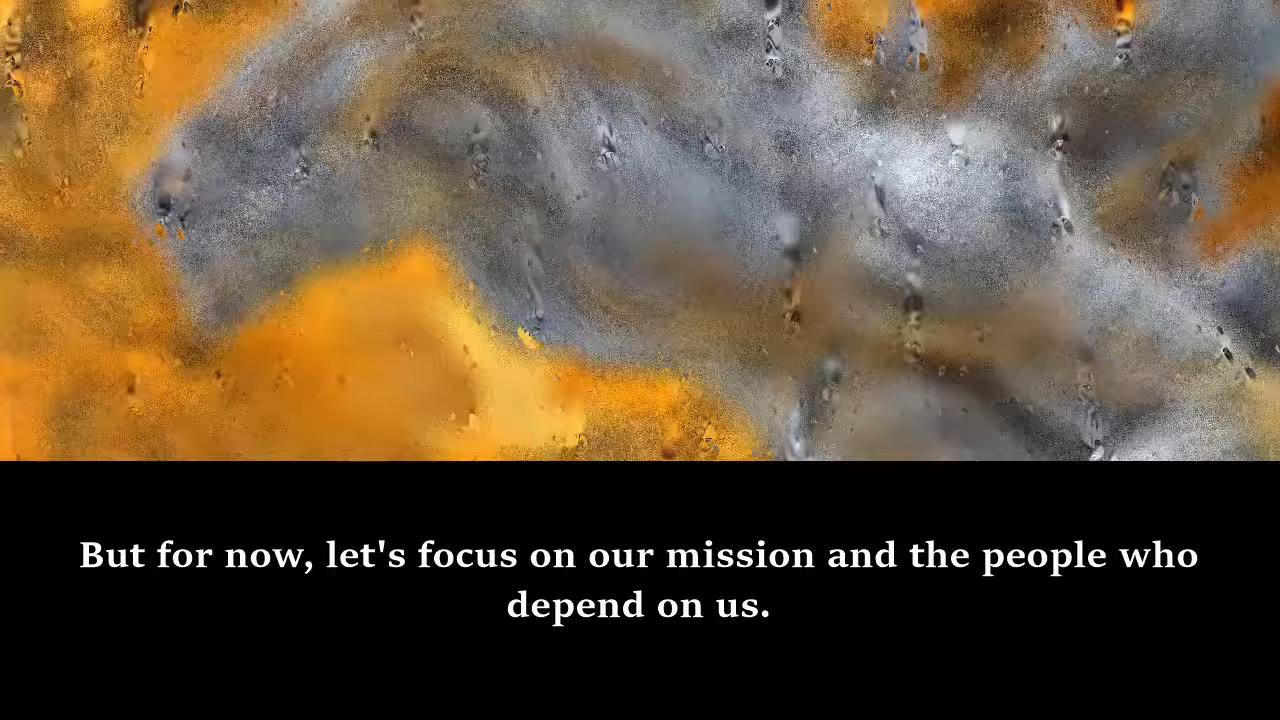 But for now, let's focus on our mission and the people who
depend on us.